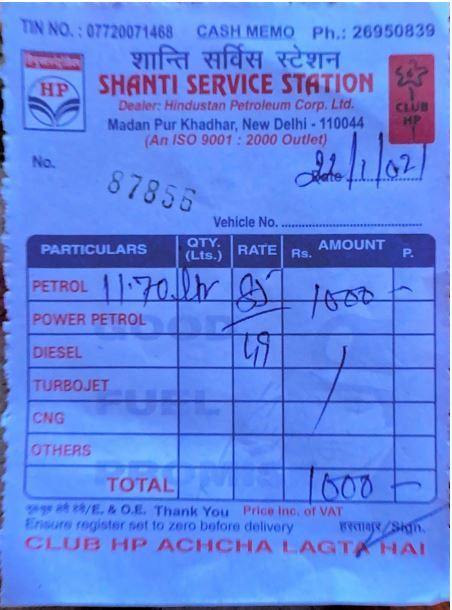 TIN NO. : 07720071468 CASH MEMO Ph.: 26950839
शान्ति सर्विस स्टेशन
HP
SHANTI SERVICE STATION
Dealer: Hindustan Petroleum Corp. Ltd.
CLUB HP
Madan Pur Khadhar, New Delhi - 110044
(An ISO 9001 : 2000 Outlet)
No. 87856
Date 22/1/021
Vehicle No.
PARTICULARS QTY. (Lts.) RATE Rs. AMOUNT P.
PETROL 11.70 ltr 85 1000 -
POWER PETROL
DIESEL 49
TURBOJET
CNG
OTHERS
TOTAL 1000 -
GOOD
FUEL
PROMISE
/E. & O.E. Thank You Price Inc. of VAT
Ensure register set to zero before delivery हस्ताक्षर/Sign.
CLUB HP ACHCHA LAGTA HAI